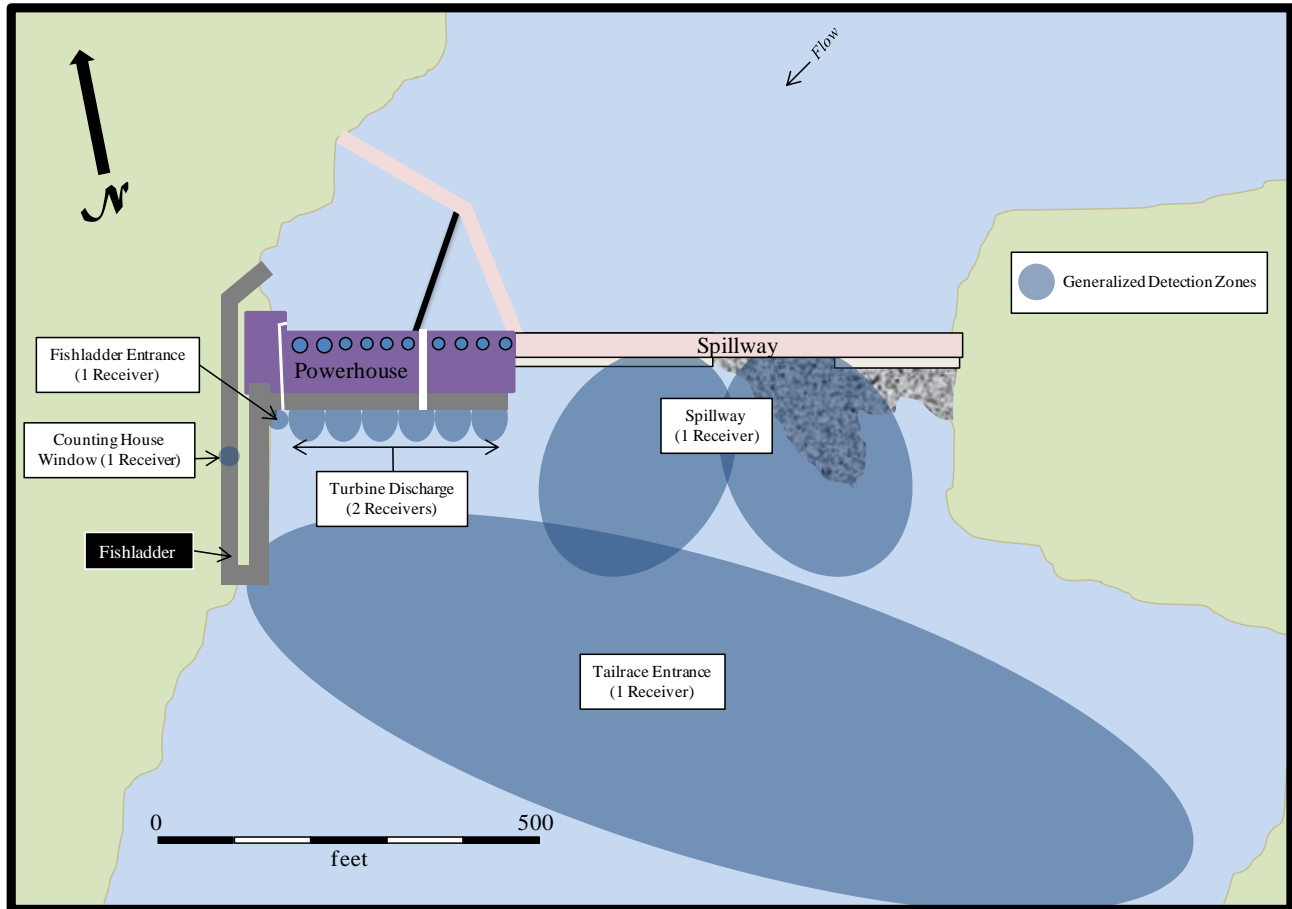 Flow
N
Generalized Detection Zones
Fishladder Entrance
(1 Receiver)
Spillway
Powerhouse
Spillway
(1 Receiver)
Counting House
Window (1 Receiver)
Turbine Discharge
(2 Receivers)
Fishladder
Tailrace Entrance
(1 Receiver)
0 500
feet